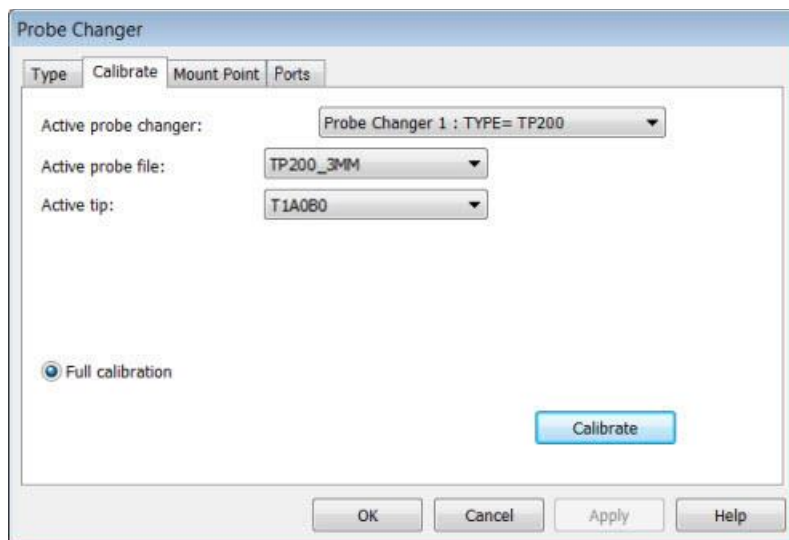 Probe Changer
Type Calibrate Mount Point Ports
Active probe changer: Probe Changer 1 : TYPE= TP200
Active probe file: TP200_3MM
Active tip: T1A0B0
Full calibration
Calibrate
OK Cancel Apply Help